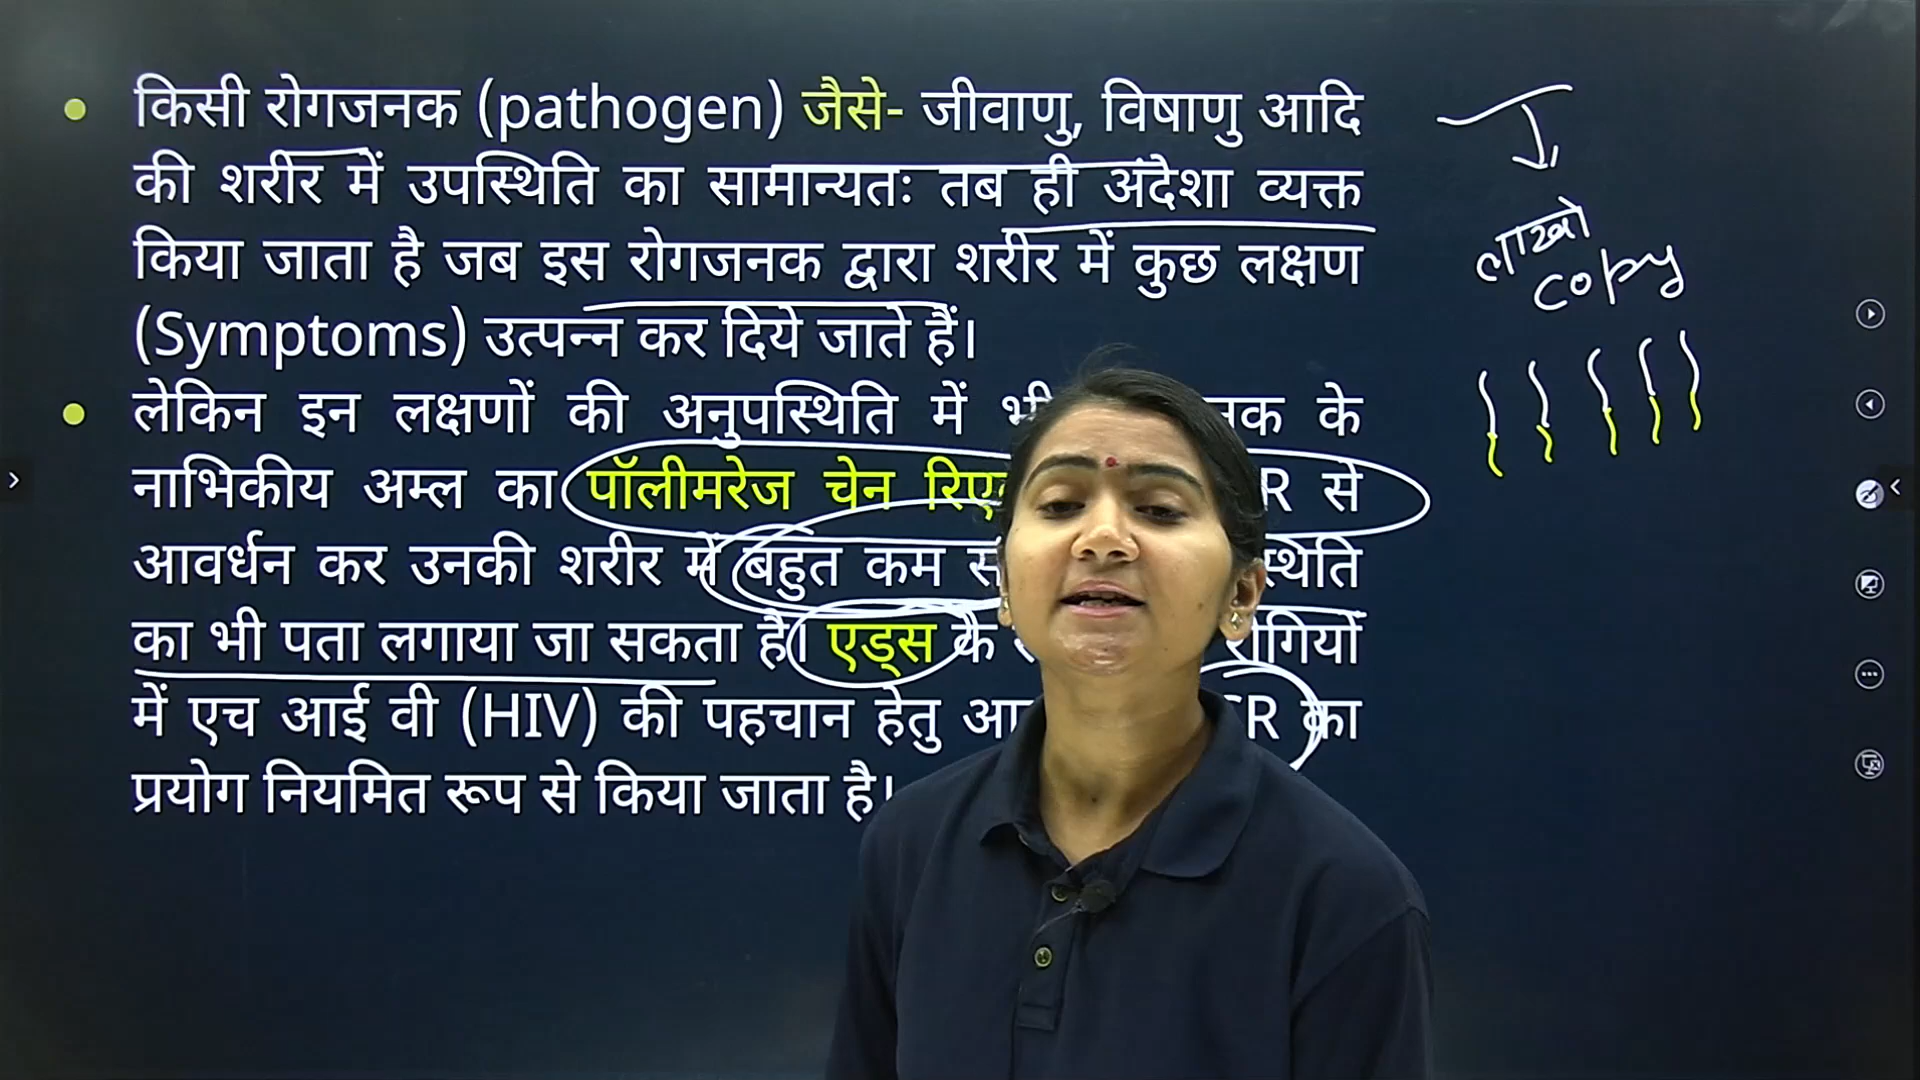 किसी रोगजनक (pathogen) जैसे- जीवाणु, विषाणु आदि
की शरीर में उपस्थिति का सामान्यतः तब ही अंदेशा व्यक्त
किया जाता है जब इस रोगजनक द्वारा शरीर में कुछ लक्षण
(Symptoms) उत्पन्न कर दिये जाते हैं।
लेकिन इन लक्षणों की अनुपस्थिति में के
नाभिकीय अम्ल का पॉलीमरेज चेन से
आवर्धन कर उनकी शरीर में बहुत कम
का भी पता लगाया जा सकता है। एड्स के
में एच आई वी (HIV) की पहचान हेतु का
प्रयोग नियमित रूप से किया जाता है।
लाखो
copy